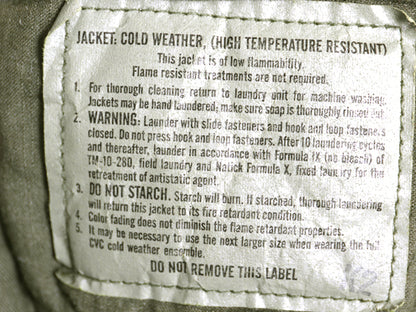 JACKET: COLD WEATHER, (HIGH TEMPERATURE RESISTANT)
This jacket is of low flammability.
Flame resistant treatments are not required.
1. For thorough cleaning return to laundry unit for machine washing.
Jackets may be hand laundered; make sure soap is thoroughly rinsed out.
2. WARNING: Launder with slide fasteners and hook and loop fasteners
closed. Do not press hook and loop fasteners. After 10 laundering cycles
and thereafter, launder in accordance with Formula IX (no bleach) of
TM-10-280, field laundry and Natick Formula X, fixed laundry for the
retreatment of antistatic agent.
3. DO NOT STARCH. Starch will burn. If starched, thorough laundering
will return this jacket to its fire retardant condition.
4. Color fading does not diminish the flame retardant properties.
5. It may be necessary to use the next larger size when wearing the full
CVC cold weather ensemble.
DO NOT REMOVE THIS LABEL